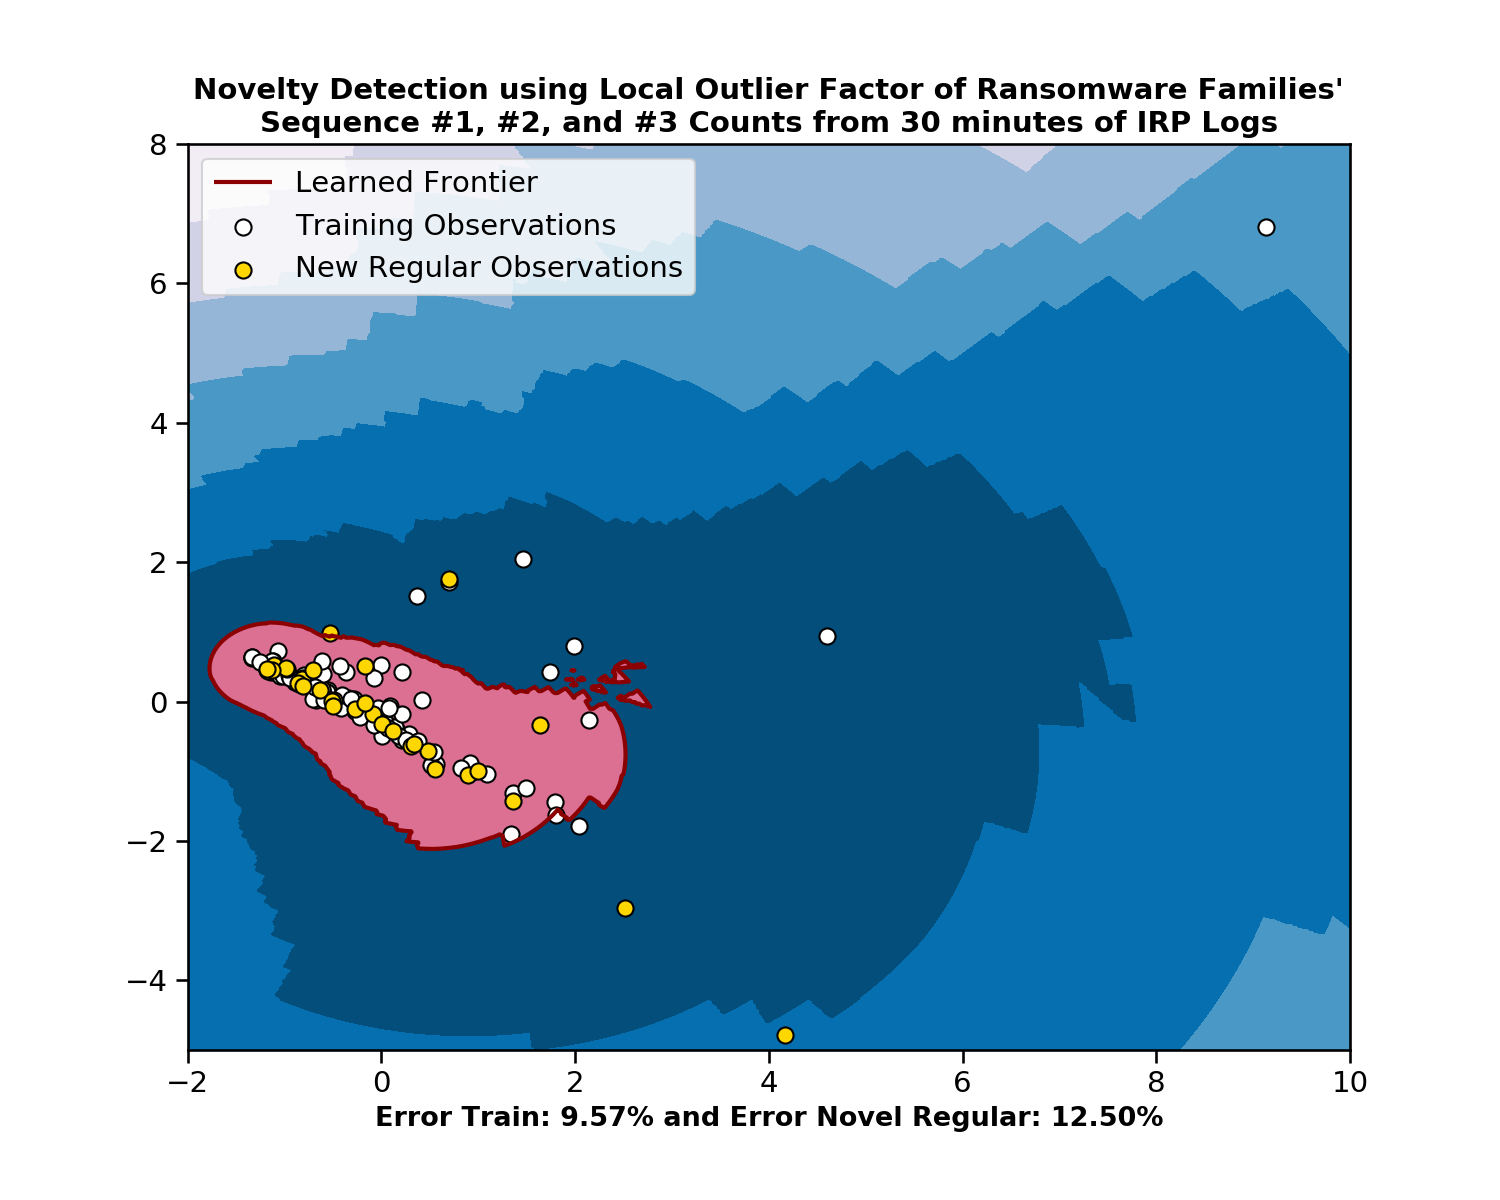 Novelty Detection using Local Outlier Factor of Ransomware Families'
Sequence #1, #2, and #3 Counts from 30 minutes of IRP Logs
Learned Frontier
Training Observations
New Regular Observations
8
6
4
2
0
−2
−4
−2 0 2 4 6 8 10
Error Train: 9.57% and Error Novel Regular: 12.50%